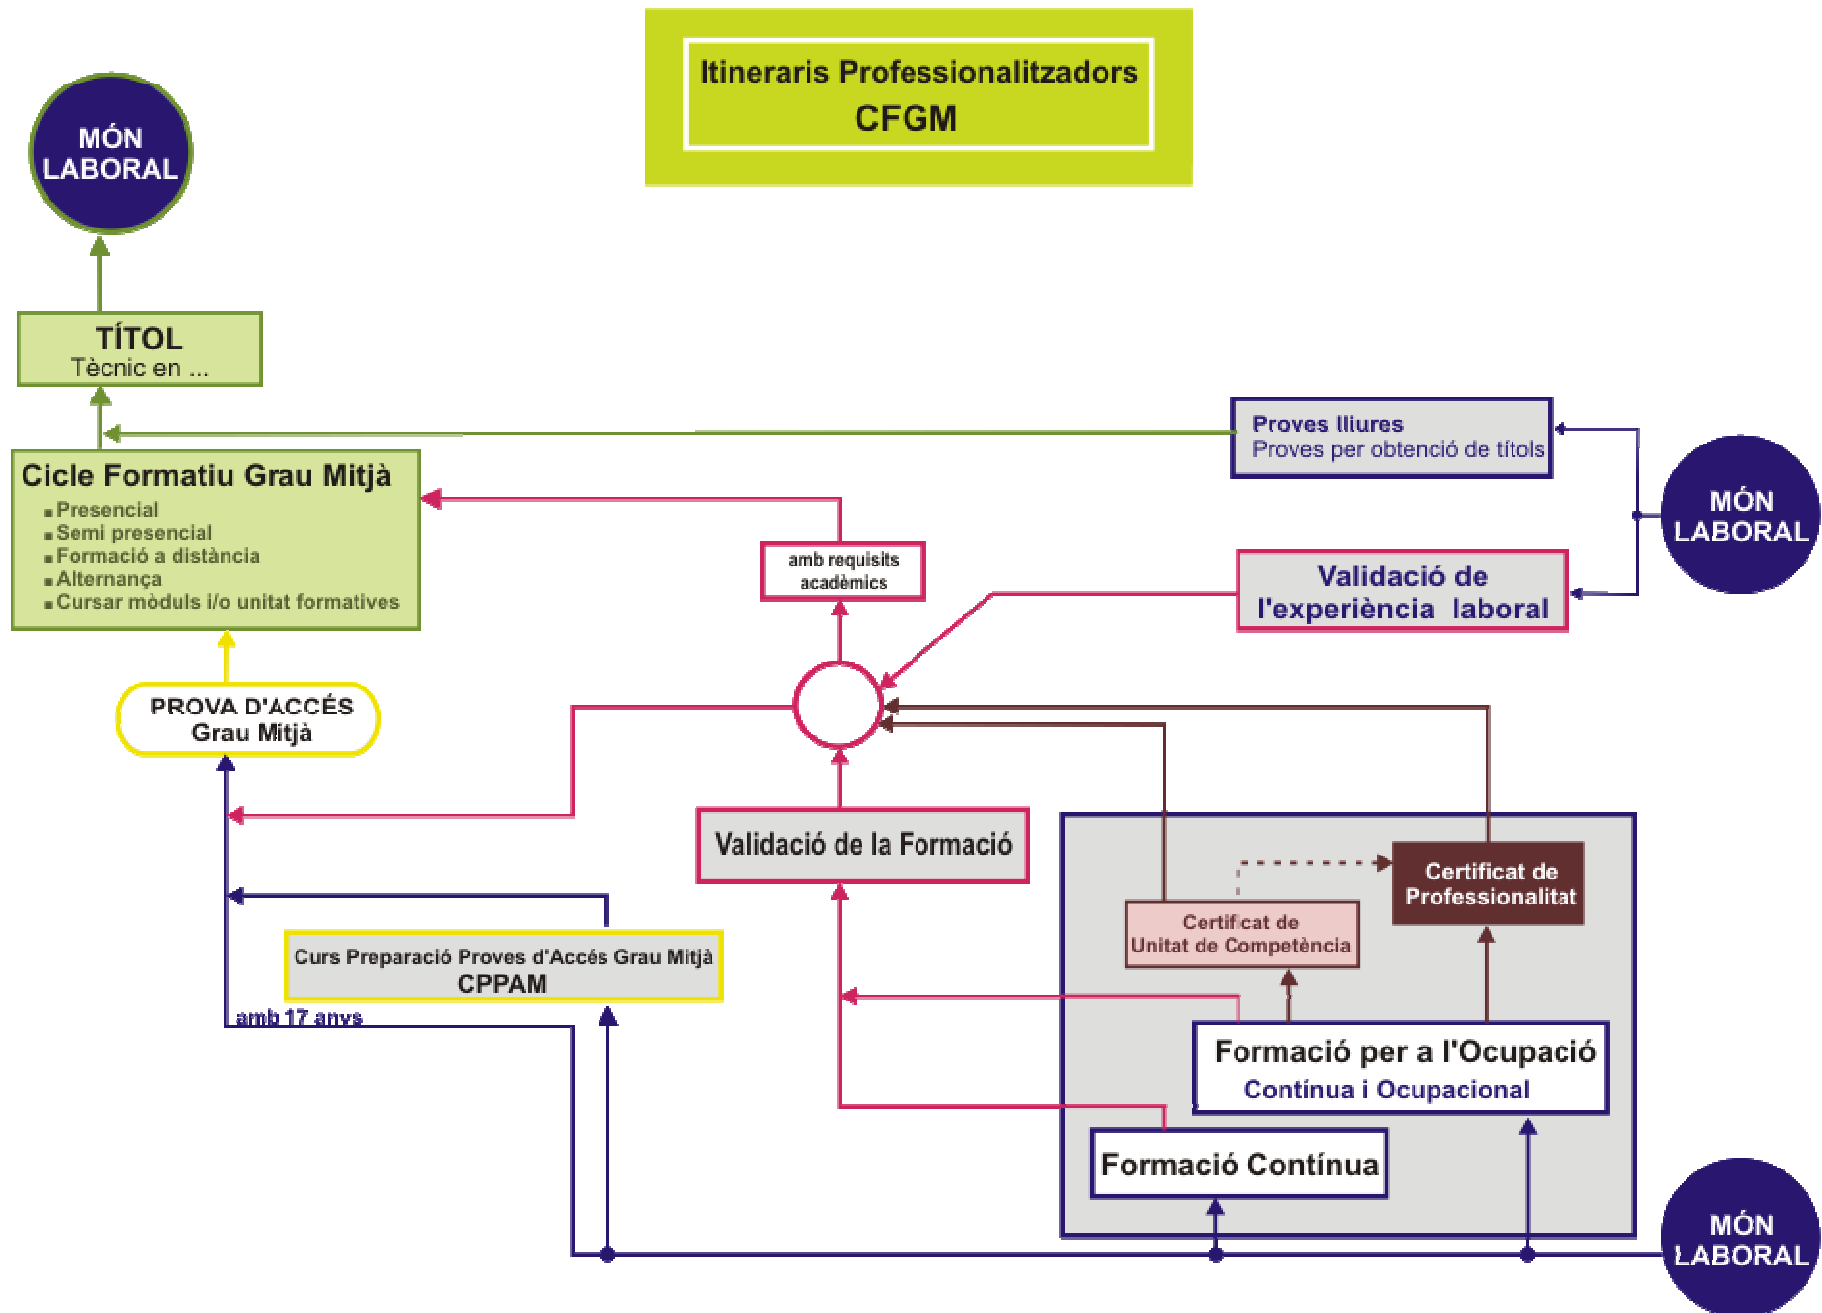 Itineraris Professionalitzadors
CFGM
MÓN
LABORAL
TÍTOL
Tècnic en ...
Proves lliures
Proves per obtenció de títols
MÓN
LABORAL
Cicle Formatiu Grau Mitjà
Presencial
Semi presencial
Formació a distància
Alternança
Cursar mòduls i/o unitat formatives
amb requisits
acadèmics
Validació de
l'experiència laboral
PROVA D'ACCÉS
Grau Mitjà
Validació de la Formació
Certificat de
Professionalitat
Certificat de
Unitat de Competència
Curs Preparació Proves d'Accés Grau Mitjà
CPPAM
amb 17 anys
Formació per a l'Ocupació
Contínua i Ocupacional
Formació Contínua
MÓN
LABORAL